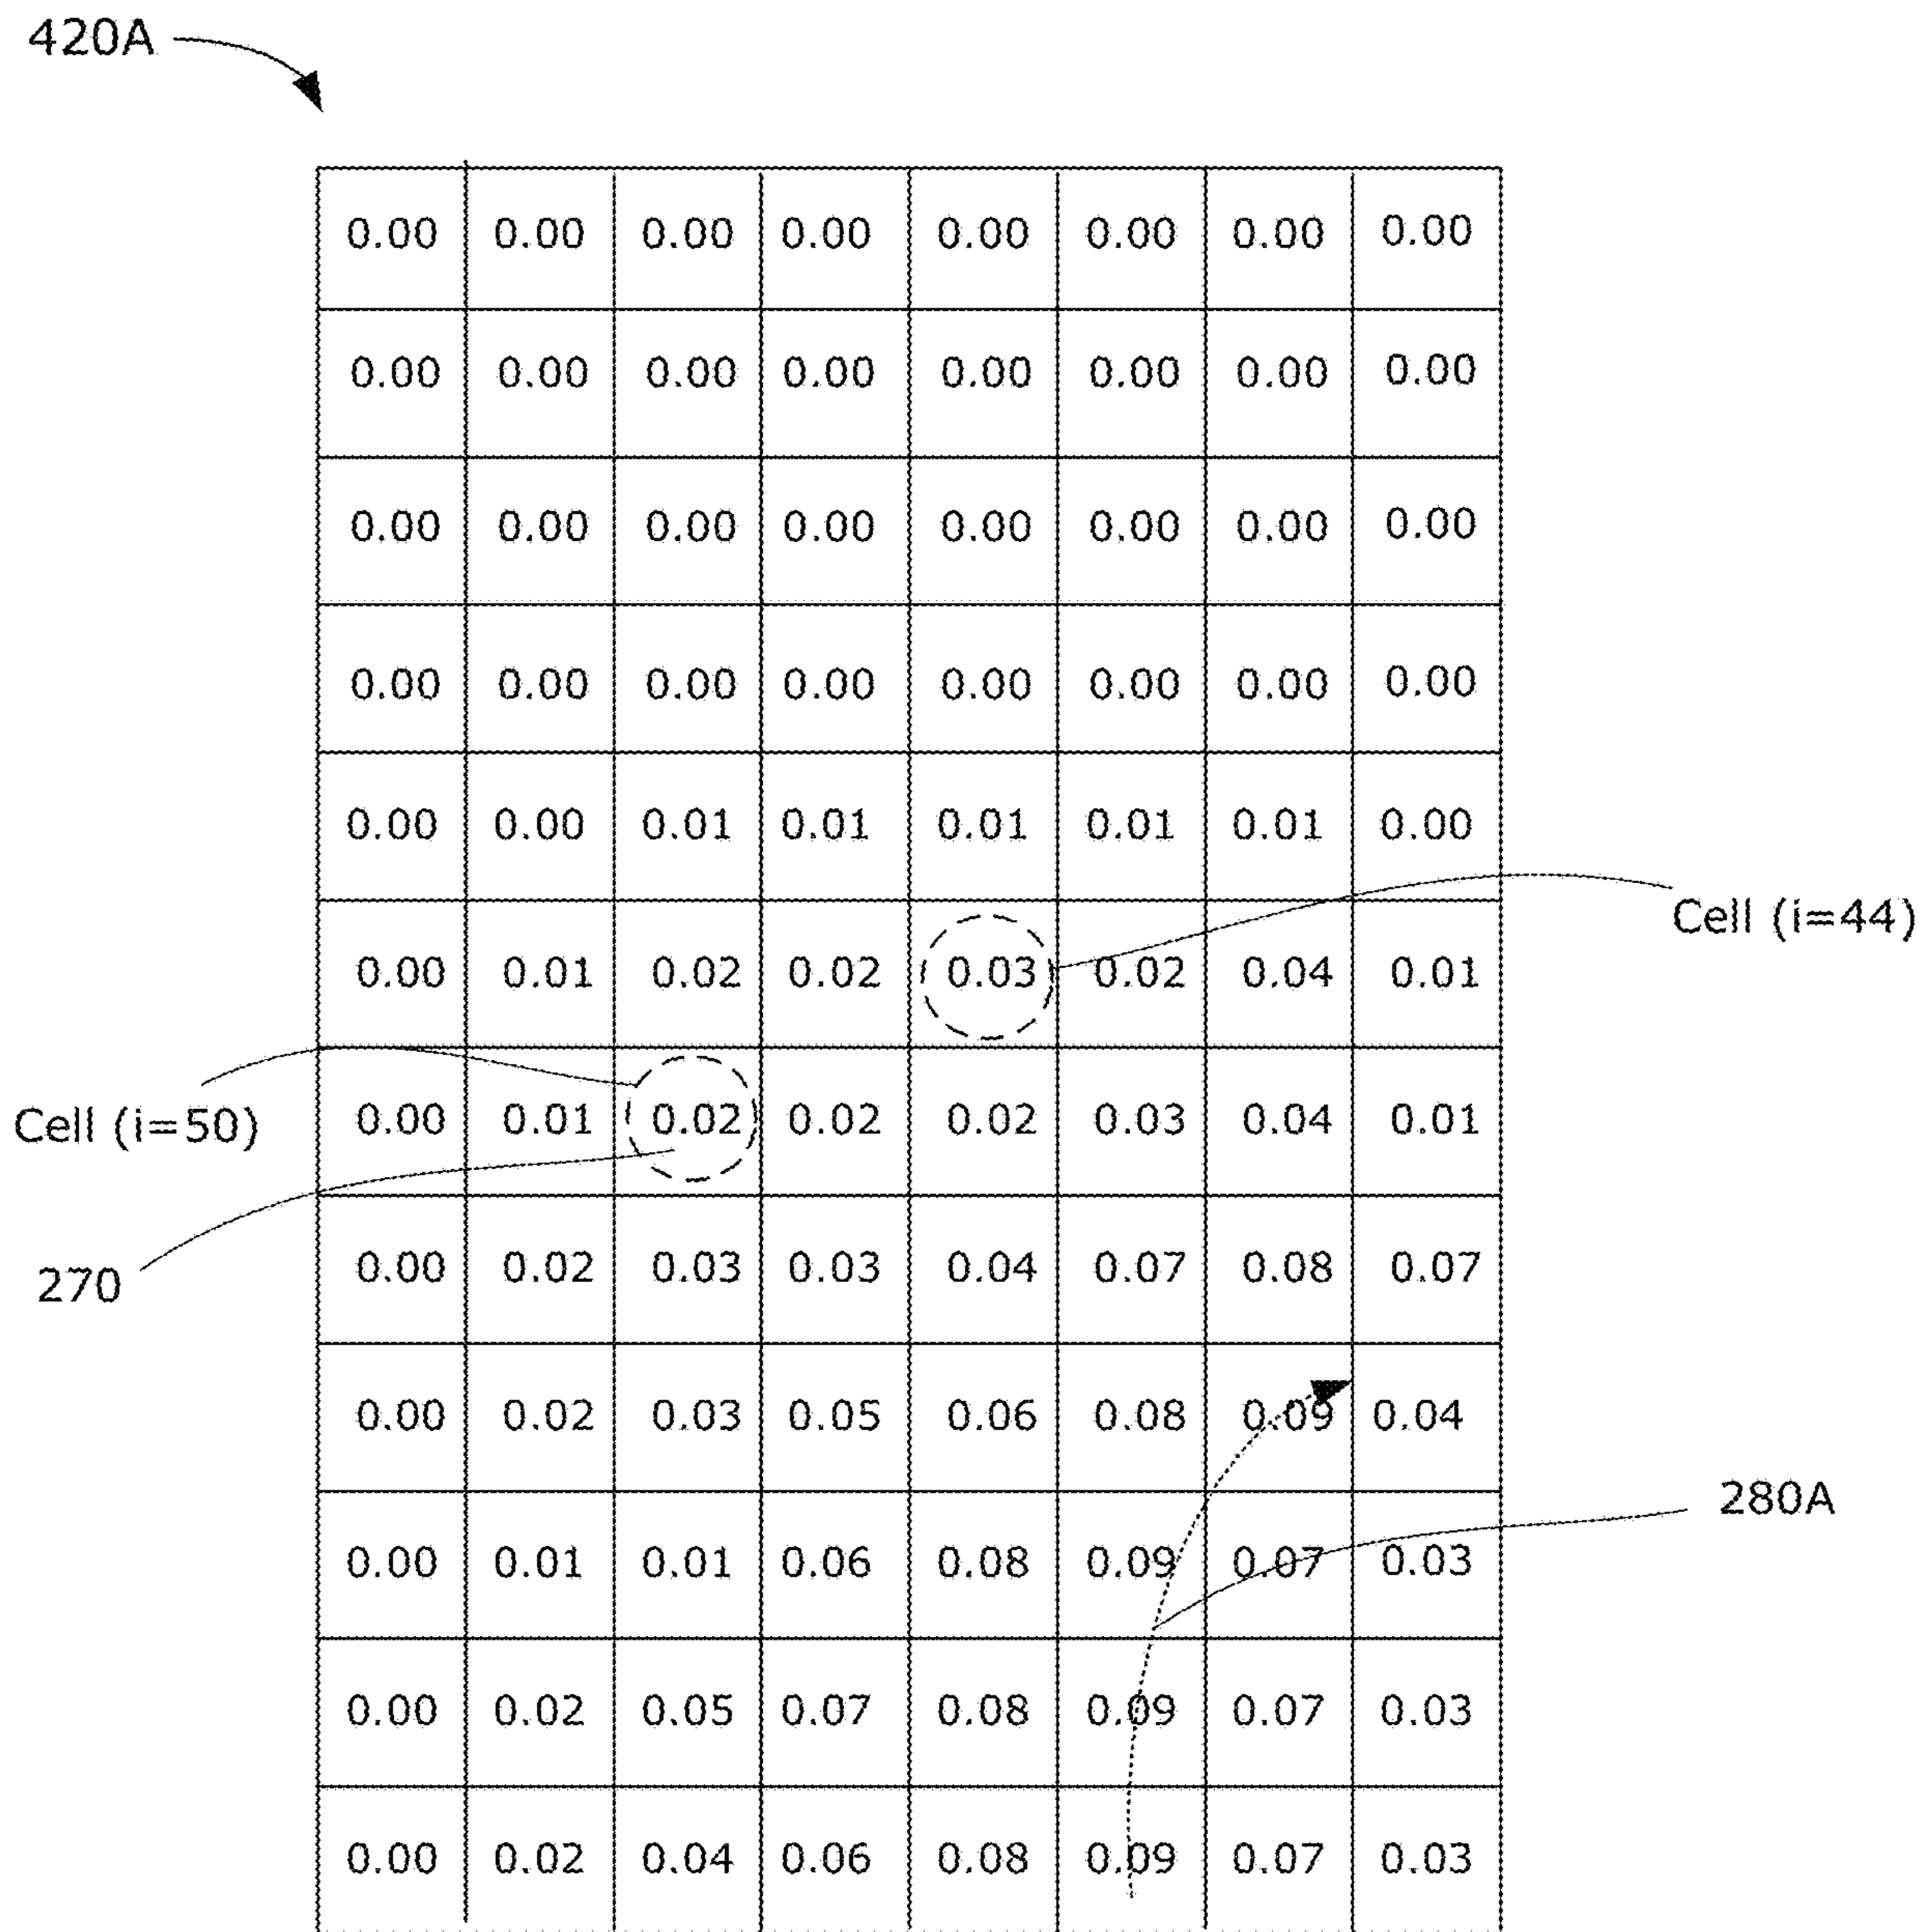 420A
0.00 0.00 0.00 0.00 0.00 0.00 0.00 0.00
0.00 0.00 0.00 0.00 0.00 0.00 0.00 0.00
0.00 0.00 0.00 0.00 0.00 0.00 0.00 0.00
0.00 0.00 0.00 0.00 0.00 0.00 0.00 0.00
0.00 0.00 0.01 0.01 0.01 0.01 0.01 0.00
Cell (i=44)
0.00 0.01 0.02 0.02 0.03 0.02 0.04 0.01
Cell (i=50)
0.00 0.01 0.02 0.02 0.02 0.03 0.04 0.01
270
0.00 0.02 0.03 0.03 0.04 0.07 0.08 0.07
0.00 0.02 0.03 0.05 0.06 0.08 0.09 0.04
280A
0.00 0.01 0.01 0.06 0.08 0.09 0.07 0.03
0.00 0.02 0.05 0.07 0.08 0.09 0.07 0.03
0.00 0.02 0.04 0.06 0.08 0.09 0.07 0.03